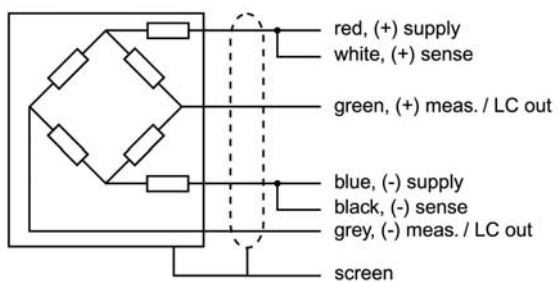 red, (+) supply
white, (+) sense
green, (+) meas. / LC out
blue, (-) supply
black, (-) sense
grey, (-) meas. / LC out
screen